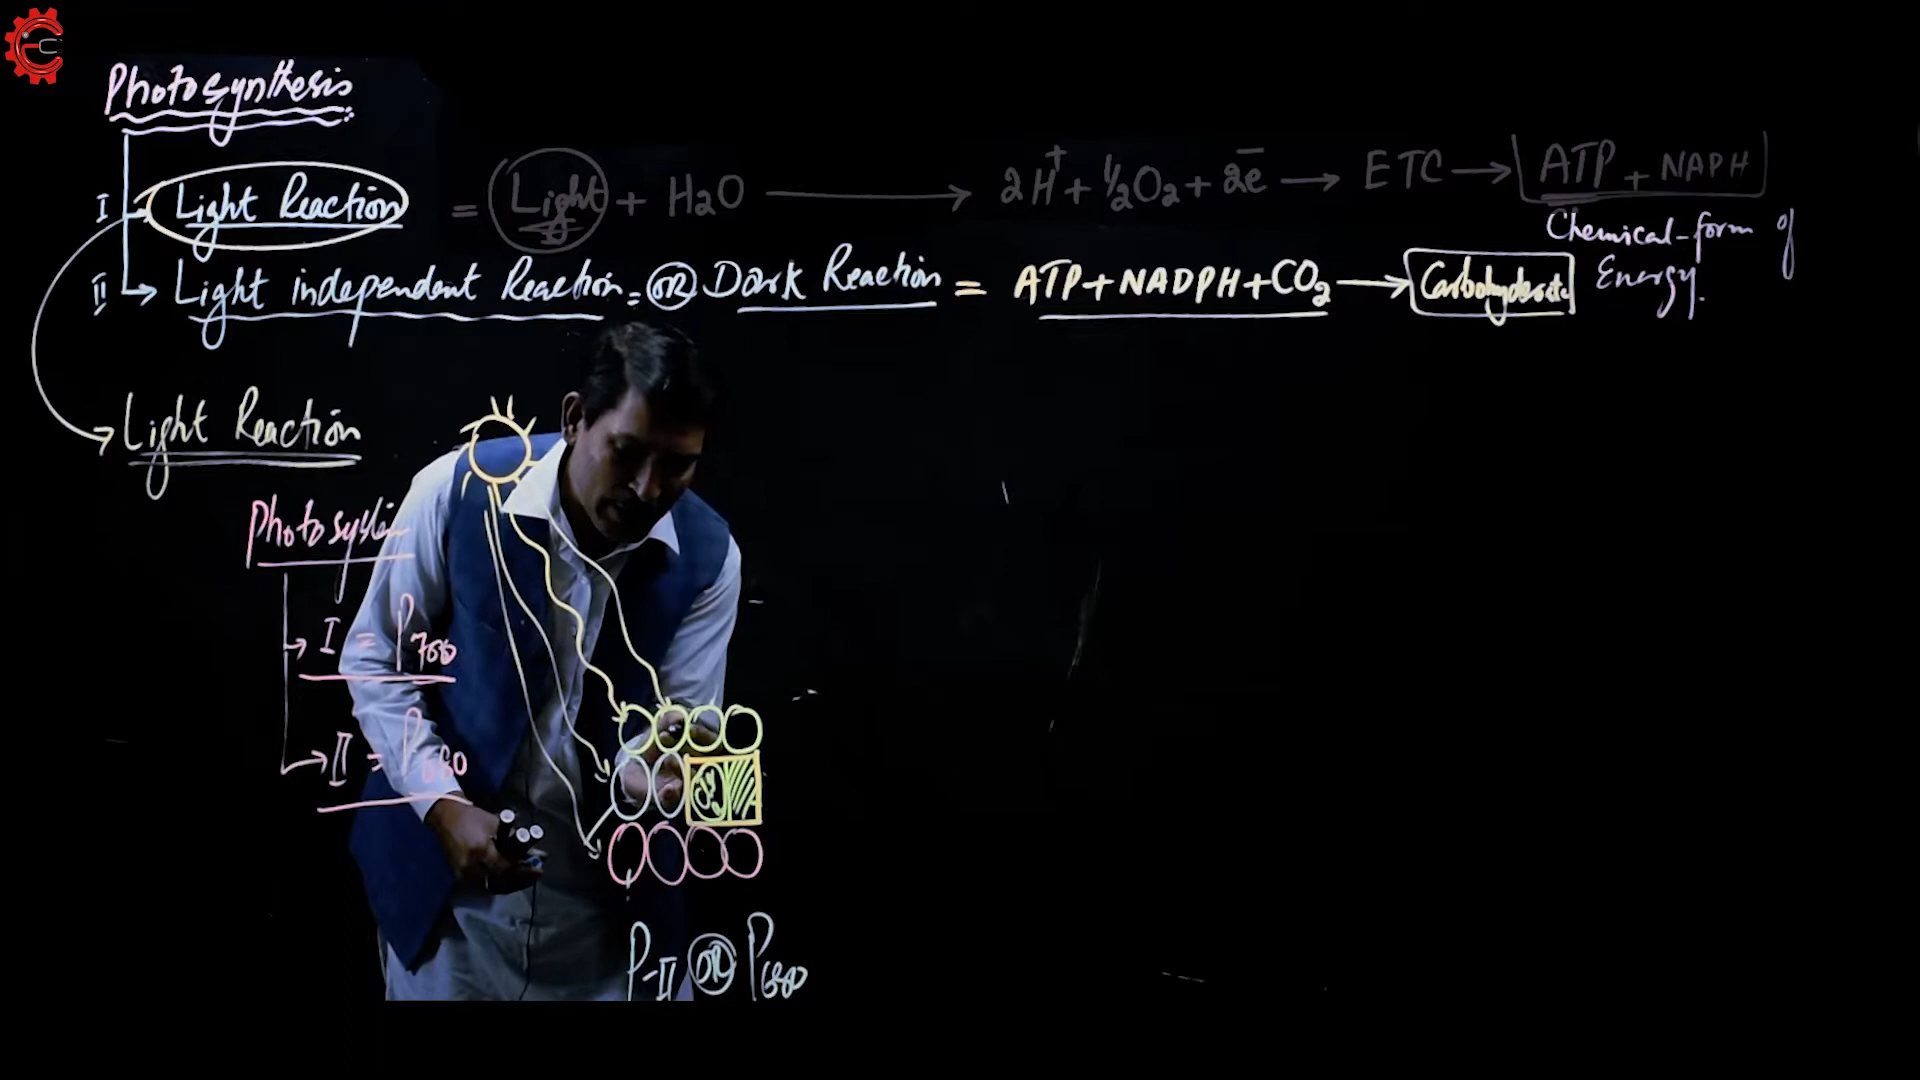 Photosynthesis
I Light Reaction = Light + H2O → 2H⁺ + ½O₂ + 2e⁻ → ETC → ATP + NAPH
Chemical-form of
Energy.
II → Light independent Reaction = OR Dark Reaction = ATP+NADPH+CO₂ → Carbohydrate
→ Light Reaction
Photosystem
→ I = P700
→ II = P680
P-II OR P680